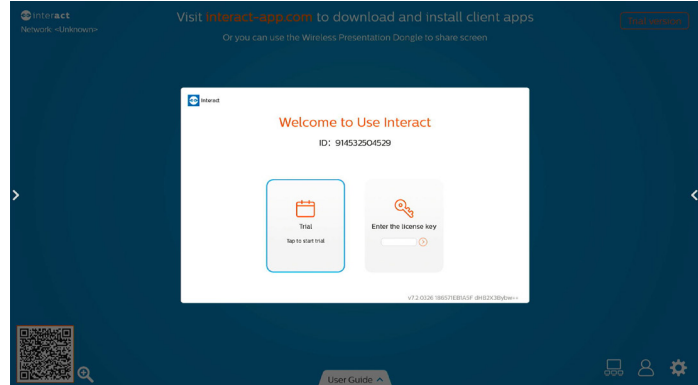 interact
Network <Unknown>
Visit Interact-app.com to download and install client apps
Or you can use the Wireless Presentation Dongle to share screen
Trial version
Interact
Welcome to Use Interact
ID: 914532504529
Trial
Tap to start trial
Enter the license key
User Guide